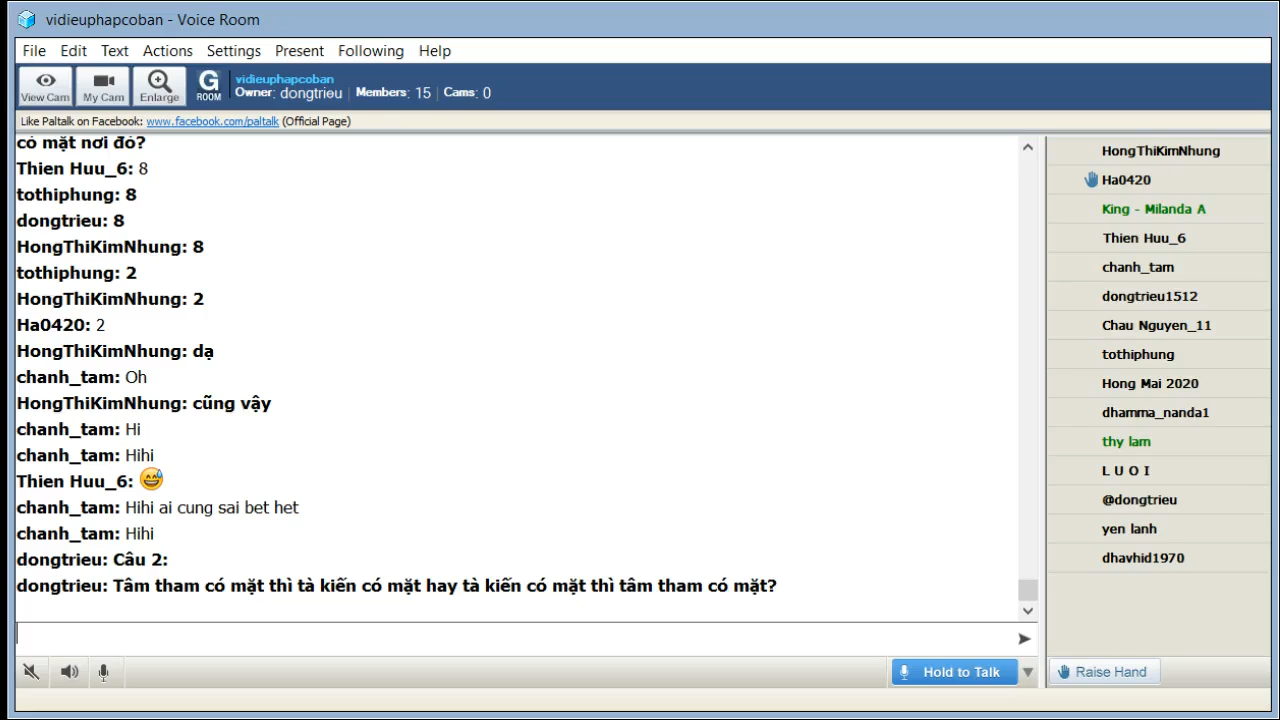 vidieuphapcoban - Voice Room
File Edit Text Actions Settings Present Following Help
View Cam
My Cam
Enlarge
G ROOM
vidieuphapcoban
Owner: dongtrieu | Members: 15 | Cams: 0
Like Paltalk on Facebook: www.facebook.com/paltalk (Official Page)
có mặt nơi đó?
Thien Huu_6: 8
tothiphung: 8
dongtrieu: 8
HongThiKimNhung: 8
tothiphung: 2
HongThiKimNhung: 2
Ha0420: 2
HongThiKimNhung: dạ
chanh_tam: Oh
HongThiKimNhung: cũng vậy
chanh_tam: Hi
chanh_tam: Hihi
Thien Huu_6: 😅
chanh_tam: Hihi ai cung sai bet het
chanh_tam: Hihi
dongtrieu: Câu 2:
dongtrieu: Tâm tham có mặt thì tà kiến có mặt hay tà kiến có mặt thì tâm tham có mặt?
HongThiKimNhung
Ha0420
King - Milanda A
Thien Huu_6
chanh_tam
dongtrieu1512
Chau Nguyen_11
tothiphung
Hong Mai 2020
dhamma_nanda1
thy lam
L U O I
@dongtrieu
yen lanh
dhavhid1970
Hold to Talk
Raise Hand